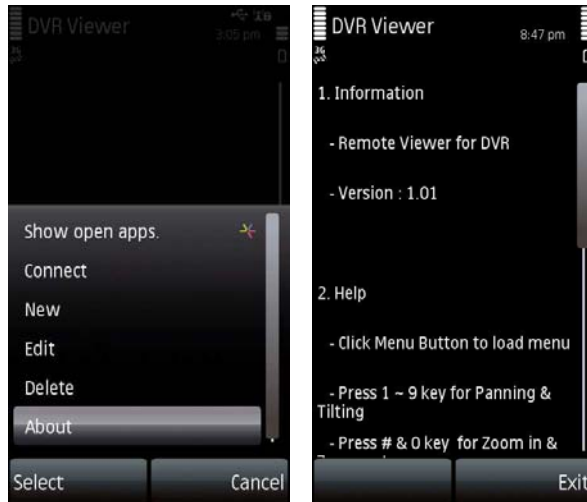 DVR Viewer
3:05 pm
Show open apps.
Connect
New
Edit
Delete
About
Select
Cancel
DVR Viewer
8:47 pm
1. Information
- Remote Viewer for DVR
- Version : 1.01
2. Help
- Click Menu Button to load menu
- Press 1 ~ 9 key for Panning &
Tilting
- Press # & 0 key for Zoom in &
Exit